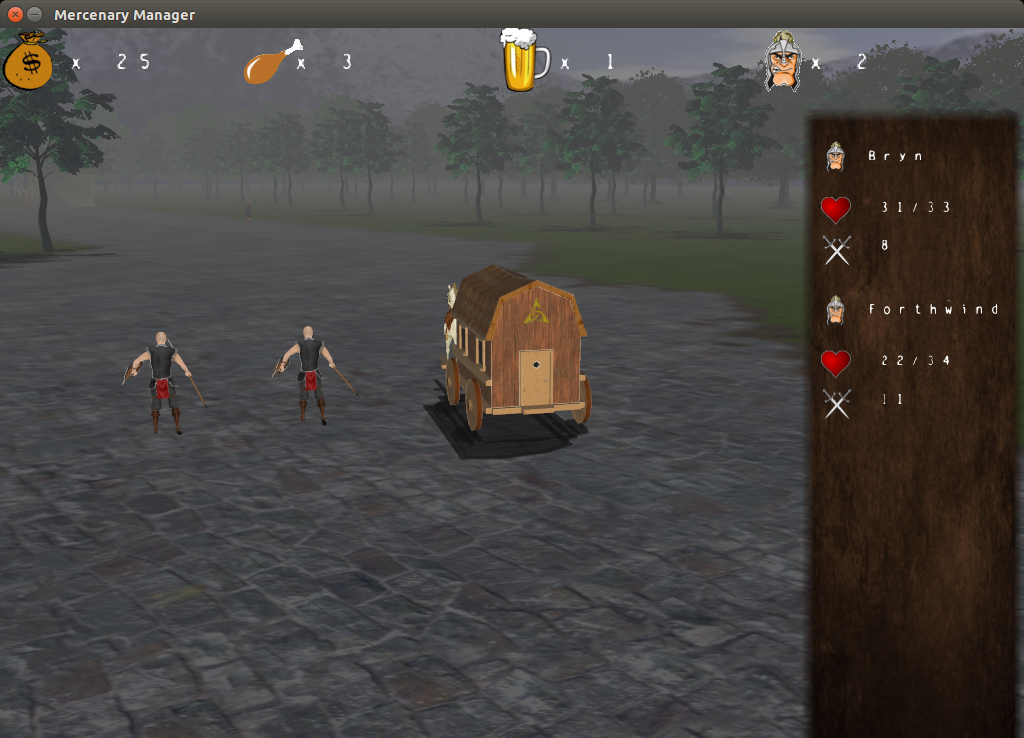 Mercenary Manager
x 25 x 3 x 1 x 2
Bryn
31/33
8
Forthwind
22/34
11